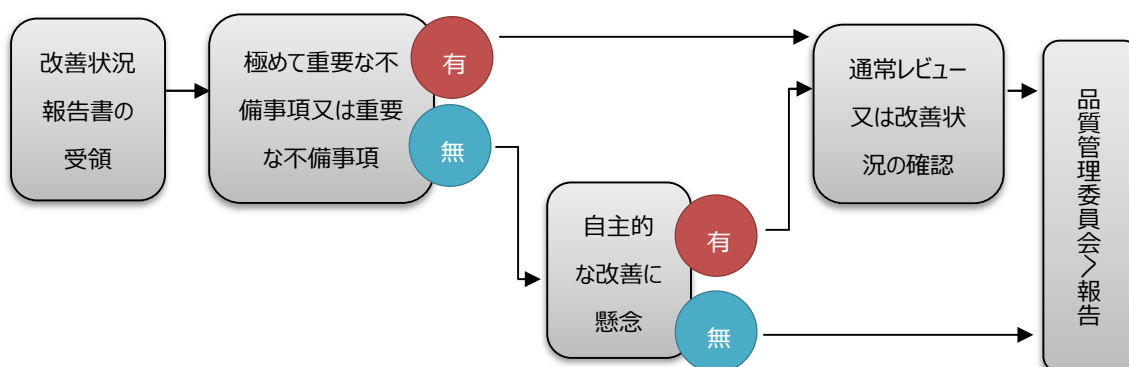 改善状況
報告書の
受領
極めて重要な不
備事項又は重要
な不備事項
有
無
自主的
な改善に
懸念
有
無
通常レビュー
又は改善状
況の確認
品質管理委員会へ報告